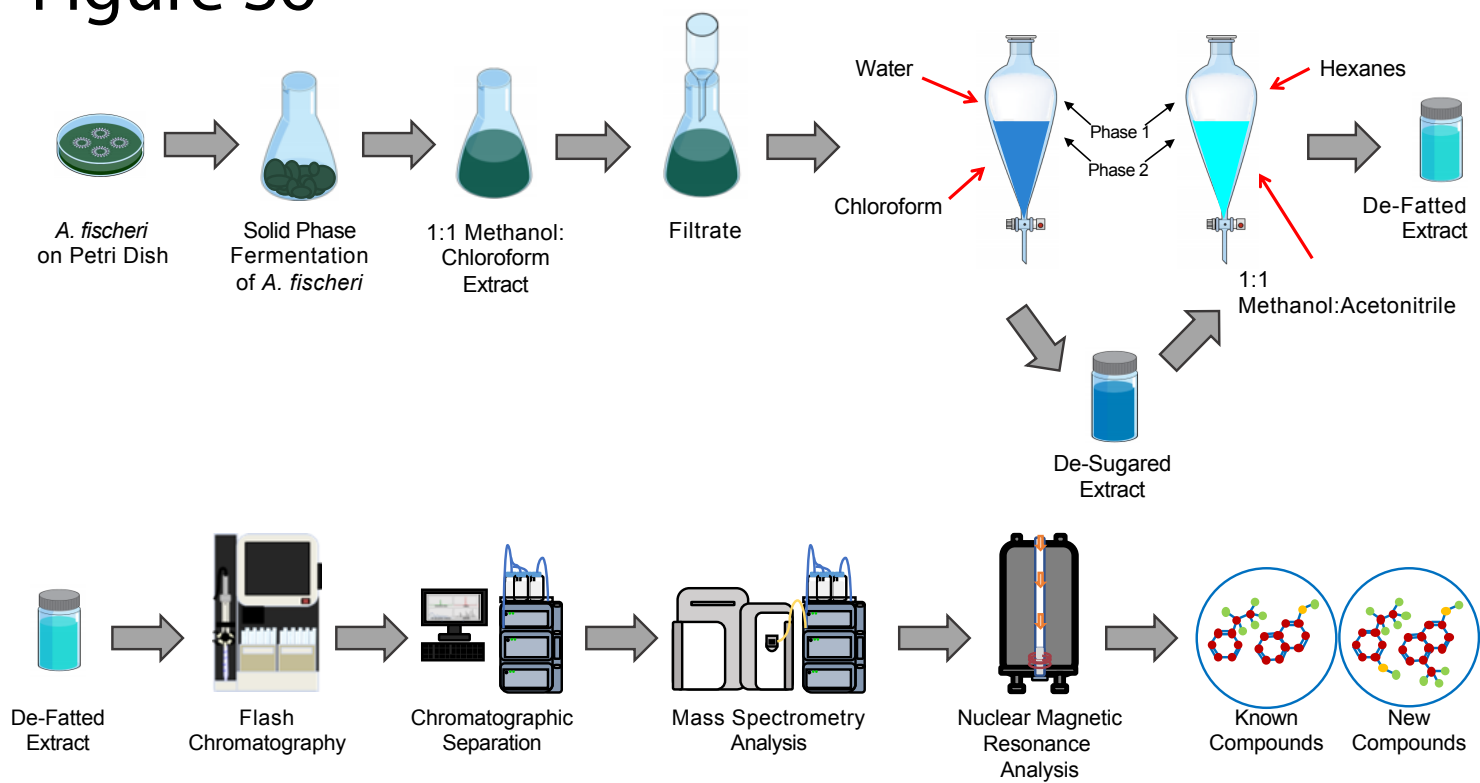 Figure S6
Water
Hexanes
Phase 1
Phase 2
Chloroform
A. fischeri
on Petri Dish
Solid Phase
Fermentation
of A. fischeri
1:1 Methanol:
Chloroform
Extract
Filtrate
De-Fatted
Extract
1:1
Methanol:Acetonitrile
De-Sugared
Extract
De-Fatted
Extract
Flash
Chromatography
Chromatographic
Separation
Mass Spectrometry
Analysis
Nuclear Magnetic
Resonance
Analysis
Known
Compounds
New
Compounds